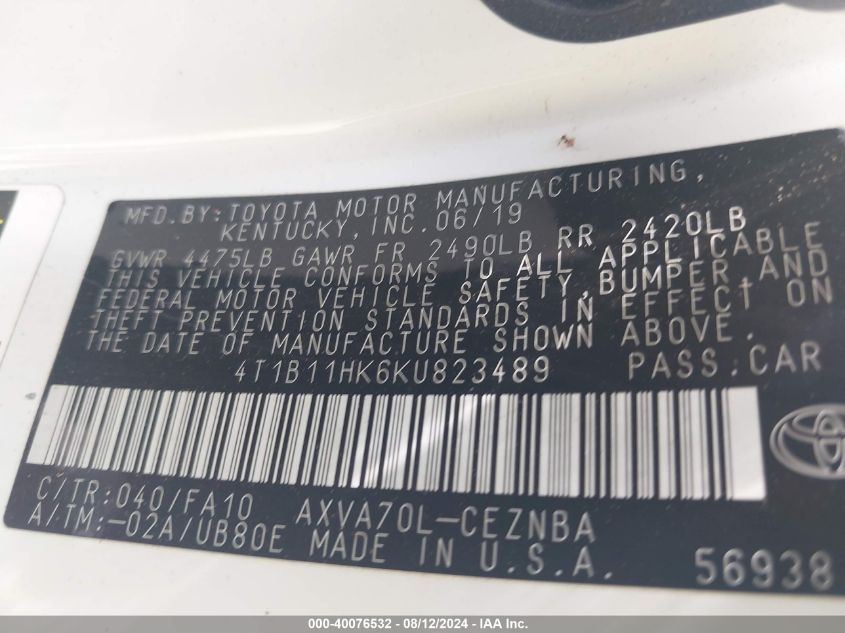 MFD.BY:TOYOTA MOTOR MANUFACTURING,
KENTUCKY, INC. 06/19
GVWR 4475LB GAWR FR 2490LB RR 2420LB
THIS VEHICLE CONFORMS TO ALL APPLICABLE
FEDERAL MOTOR VEHICLE SAFETY, BUMPER, AND
THEFT PREVENTION STANDARDS IN EFFECT ON
THE DATE OF MANUFACTURE SHOWN ABOVE.
4T1B11HK6KU823489 PASS.CAR
C/TR:040/FA10 AXVA70L-CEZNBA
A/TM:-02A/UB80E MADE IN U.S.A. 56938
000-40076532 - 08/12/2024 - IAA Inc.